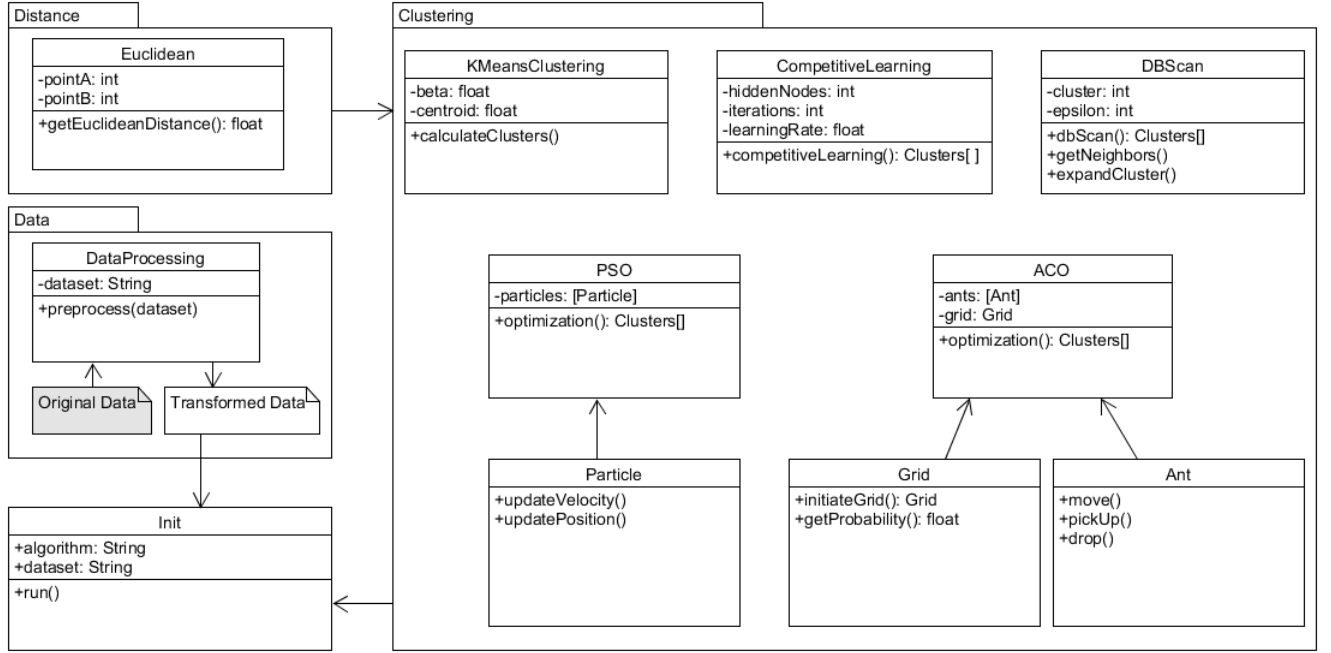 Distance
Euclidean
-pointA: int
-pointB: int
+getEuclideanDistance(): float
Data
DataProcessing
-dataset: String
+preprocess(dataset)
Original Data
Transformed Data
Init
+algorithm: String
+dataset: String
+run()
Clustering
KMeansClustering
-beta: float
-centroid: float
+calculateClusters()
CompetitiveLearning
-hiddenNodes: int
-iterations: int
-learningRate: float
+competitiveLearning(): Clusters[ ]
DBScan
-cluster: int
-epsilon: int
+dbScan(): Clusters[]
+getNeighbors()
+expandCluster()
PSO
-particles: [Particle]
+optimization(): Clusters[]
ACO
-ants: [Ant]
-grid: Grid
+optimization(): Clusters[]
Particle
+updateVelocity()
+updatePosition()
Grid
+initiateGrid(): Grid
+getProbability(): float
Ant
+move()
+pickUp()
+drop()